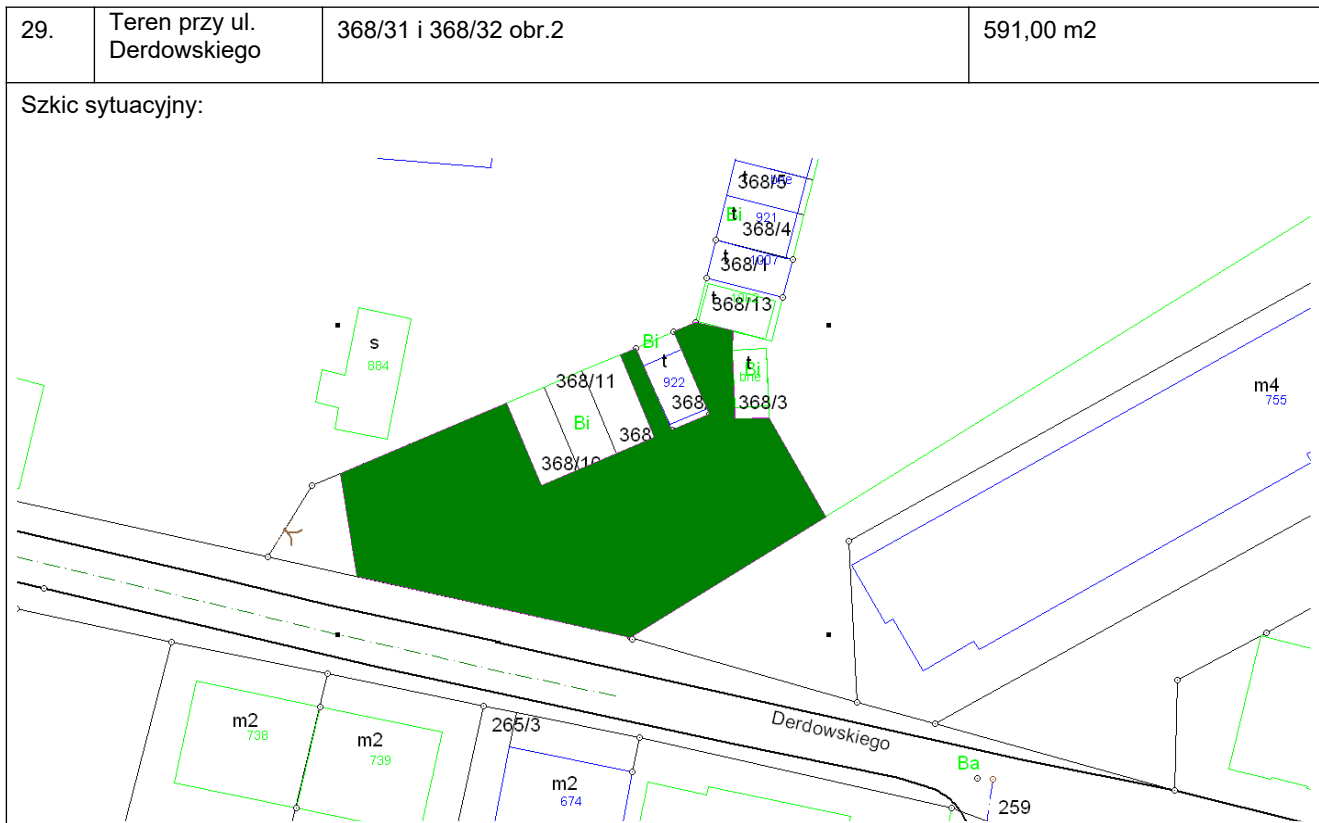 29.
Teren przy ul.
Derdowskiego
368/31 i 368/32 obr.2
591,00 m2
Szkic sytuacyjny:
t
368/5
Bi
t
921
368/4
t
368/1
t
368/13
s
884
Bi
t
922
368
t
Bi
368/3
368/11
Bi
368
368/10
m4
755
Derdowskiego
265/3
m2
738
m2
739
m2
674
Ba
259